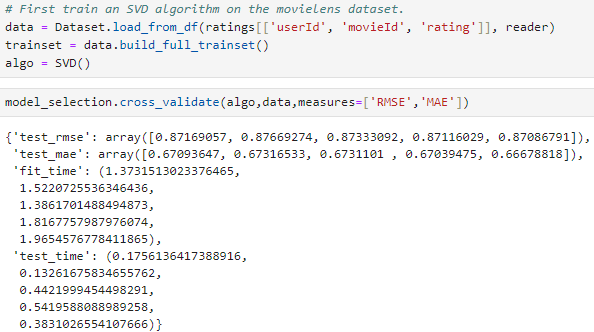 # First train an SVD algorithm on the movielens dataset.
data = Dataset.load_from_df(ratings[['userId', 'movieId', 'rating']], reader)
trainset = data.build_full_trainset()
algo = SVD()
model_selection.cross_validate(algo,data,measures=['RMSE','MAE'])
{'test_rmse': array([0.87169057, 0.87669274, 0.87333092, 0.87116029, 0.87086791]),
 'test_mae': array([0.67093647, 0.67316533, 0.6731101 , 0.67039475, 0.66678818]),
 'fit_time': (1.3731513023376465,
  1.5220725536346436,
  1.3861701488494873,
  1.8167757987976074,
  1.9654576778411865),
 'test_time': (0.1756136417388916,
  0.13261675834655762,
  0.4421999454498291,
  0.5419588088989258,
  0.3831026554107666)}